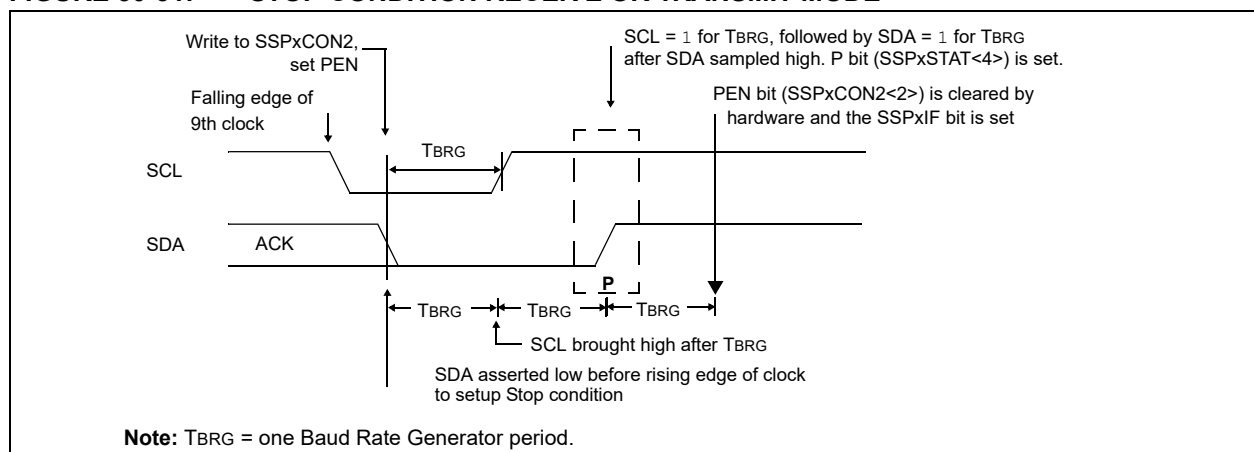 Write to SSPxCON2,
set PEN
SCL = 1 for TBRG, followed by SDA = 1 for TBRG
after SDA sampled high. P bit (SSPxSTAT<4>) is set.
Falling edge of
9th clock
PEN bit (SSPxCON2<2>) is cleared by
hardware and the SSPxIF bit is set
TBRG
SCL
SDA
ACK
P
TBRG
TBRG
TBRG
SCL brought high after TBRG
SDA asserted low before rising edge of clock
to setup Stop condition
Note: TBRG = one Baud Rate Generator period.